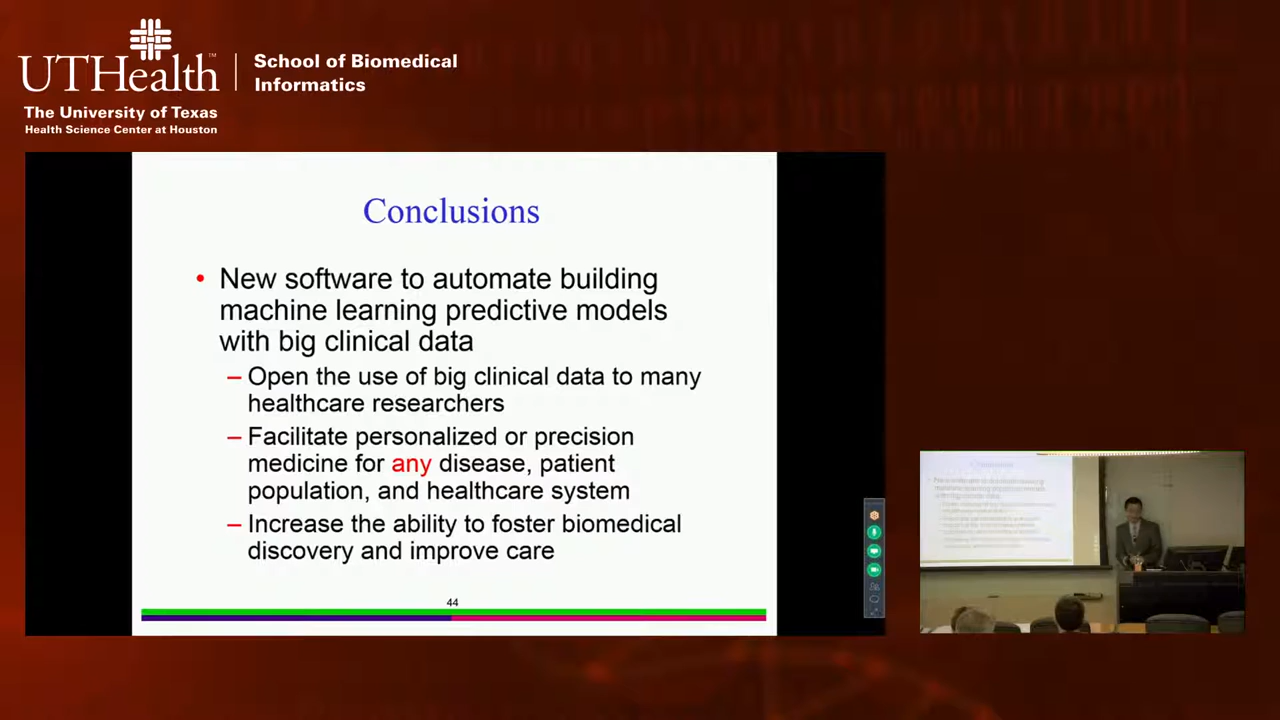 UTHealth™
School of Biomedical
Informatics
The University of Texas
Health Science Center at Houston
Conclusions
• New software to automate building
machine learning predictive models
with big clinical data
– Open the use of big clinical data to many
healthcare researchers
– Facilitate personalized or precision
medicine for any disease, patient
population, and healthcare system
– Increase the ability to foster biomedical
discovery and improve care
44